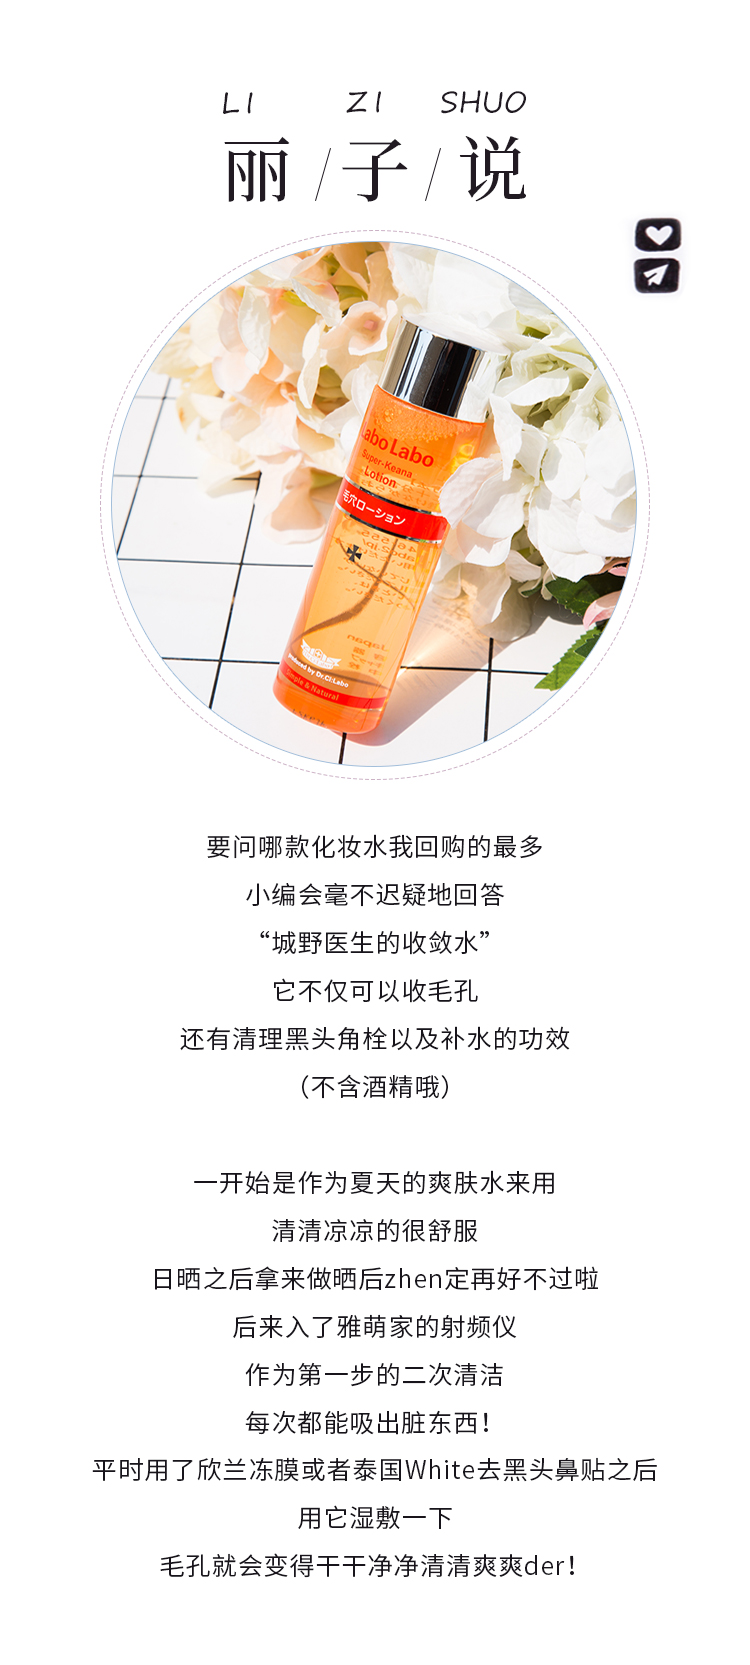 LI ZI SHUO
丽/子/说
Labo Labo
Super-Keana
Lotion
毛穴ローション
Produced by Dr.Ci:Labo
Simple & Natural
要问哪款化妆水我回购的最多
小编会毫不迟疑地回答
“城野医生的收敛水”
它不仅可以收毛孔
还有清理黑头角栓以及补水的功效
（不含酒精哦）
一开始是作为夏天的爽肤水来用
清清凉凉的很舒服
日晒之后拿来做晒后zhen定再好不过啦
后来入了雅萌家的射频仪
作为第一步的二次清洁
每次都能吸出脏东西！
平时用了欣兰冻膜或者泰国White去黑头鼻贴之后
用它湿敷一下
毛孔就会变得干干净净清清爽爽der！